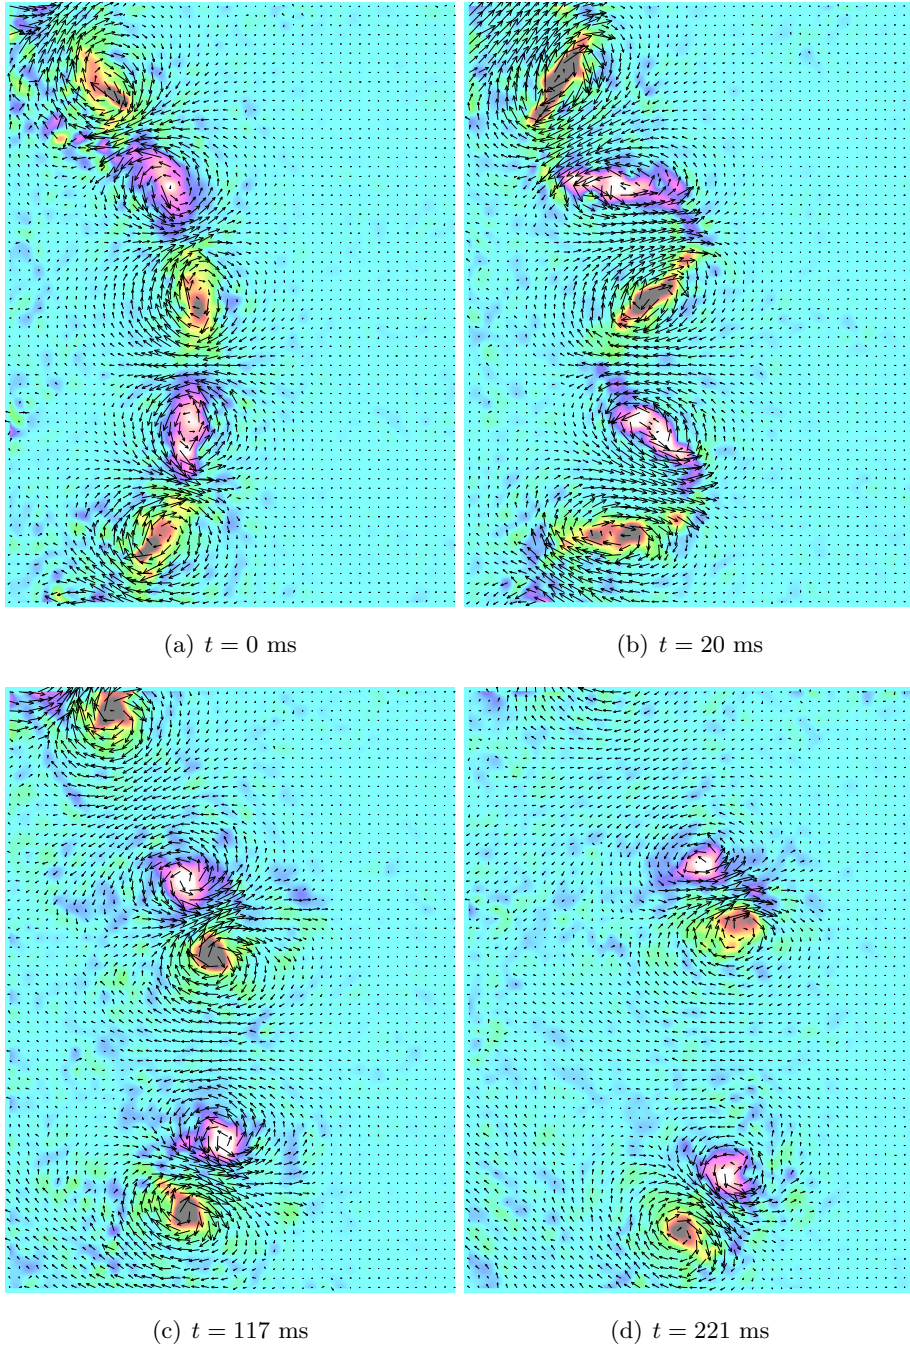 (a) t = 0 ms
(b) t = 20 ms
(c) t = 117 ms
(d) t = 221 ms